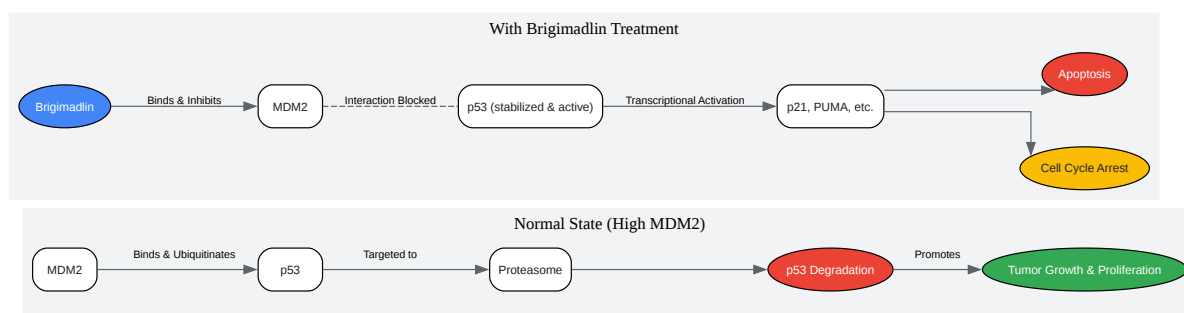 With Brigimadlin Treatment
Brigimadlin
Binds & Inhibits
MDM2
Interaction Blocked
p53 (stabilized & active)
Transcriptional Activation
p21, PUMA, etc.
Apoptosis
Cell Cycle Arrest
Normal State (High MDM2)
MDM2
Binds & Ubiquitinates
p53
Targeted to
Proteasome
p53 Degradation
Promotes
Tumor Growth & Proliferation